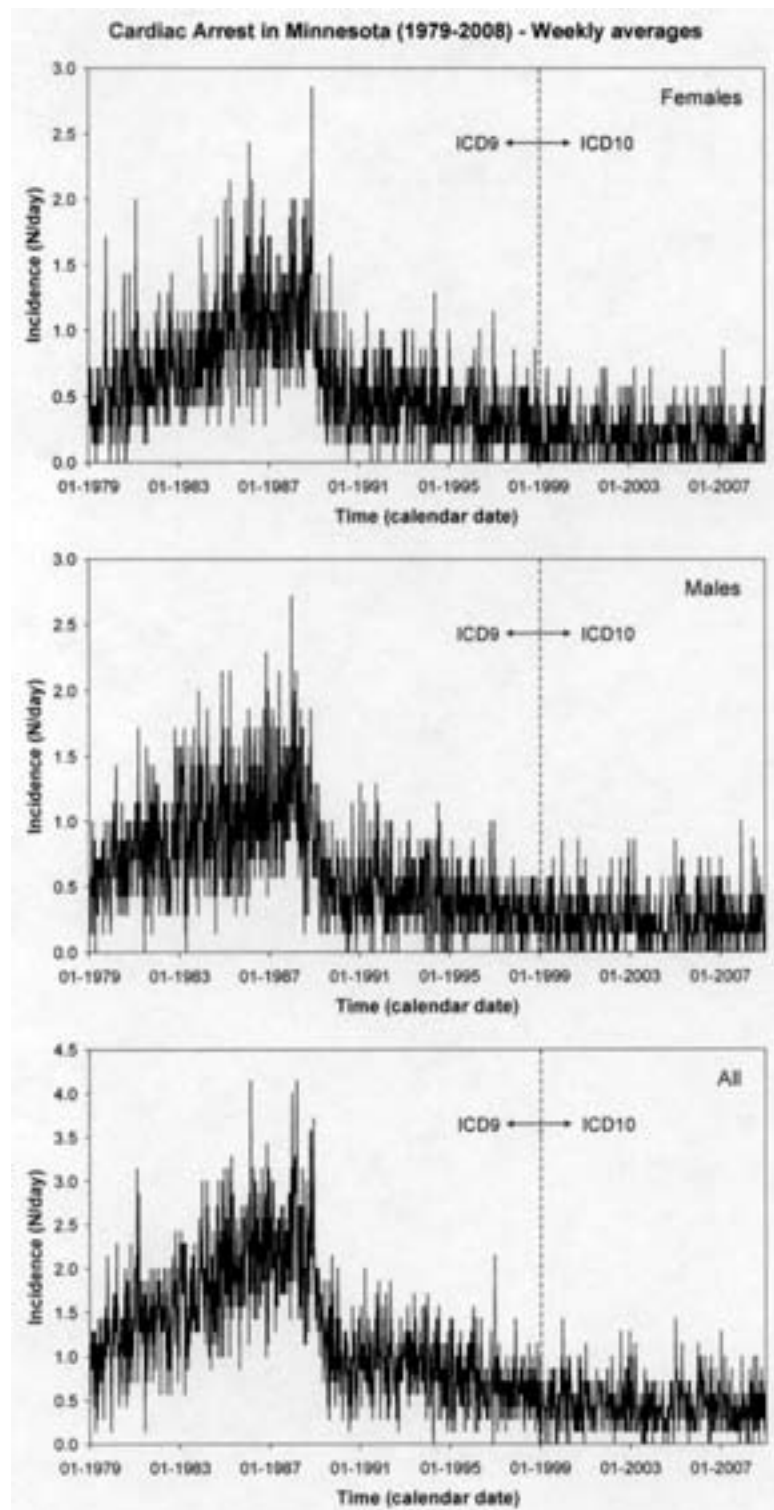 Cardiac Arrest in Minnesota (1979-2008) - Weekly averages
3.0
Females
2.5
ICD9 ICD10
2.0
Incidence (N/day)
1.5
1.0
0.5
0.0
01-1979 01-1983 01-1987 01-1991 01-1995 01-1999 01-2003 01-2007
Time (calendar date)
3.0
Males
2.5
ICD9 ICD10
2.0
Incidence (N/day)
1.5
1.0
0.5
0.0
01-1979 01-1983 01-1987 01-1991 01-1995 01-1999 01-2003 01-2007
Time (calendar date)
4.5
All
4.0
ICD9 ICD10
3.5
3.0
2.5
Incidence (N/day)
2.0
1.5
1.0
0.5
0.0
01-1979 01-1983 01-1987 01-1991 01-1995 01-1999 01-2003 01-2007
Time (calendar date)